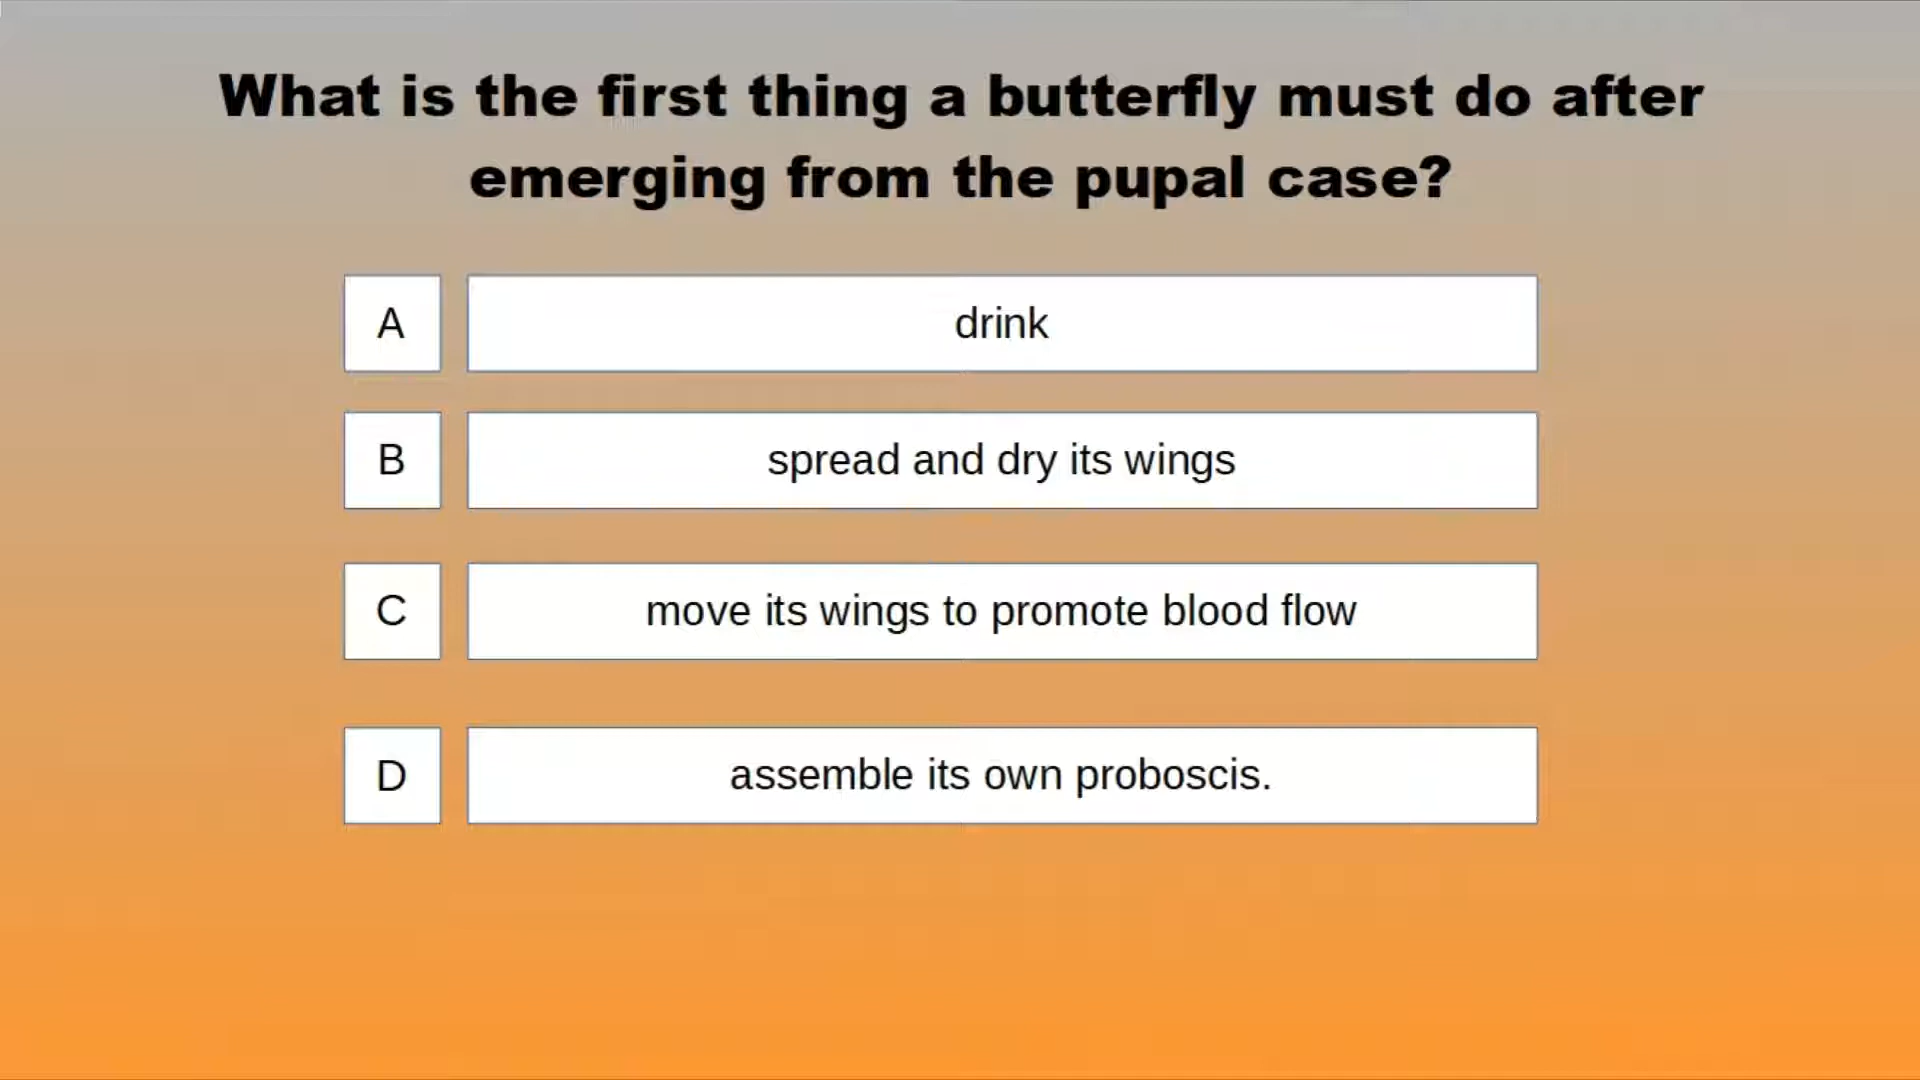 What is the first thing a butterfly must do after
emerging from the pupal case?
A drink
B spread and dry its wings
C move its wings to promote blood flow
D assemble its own proboscis.